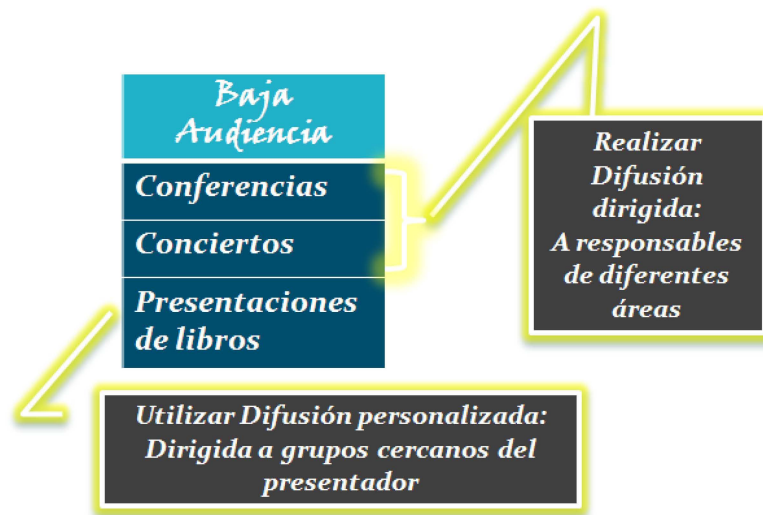 Baja
Audiencia
Conferencias
Conciertos
Presentaciones
de libros
Realizar
Difusión
dirigida:
A responsables
de diferentes
áreas
Utilizar Difusión personalizada:
Dirigida a grupos cercanos del
presentador